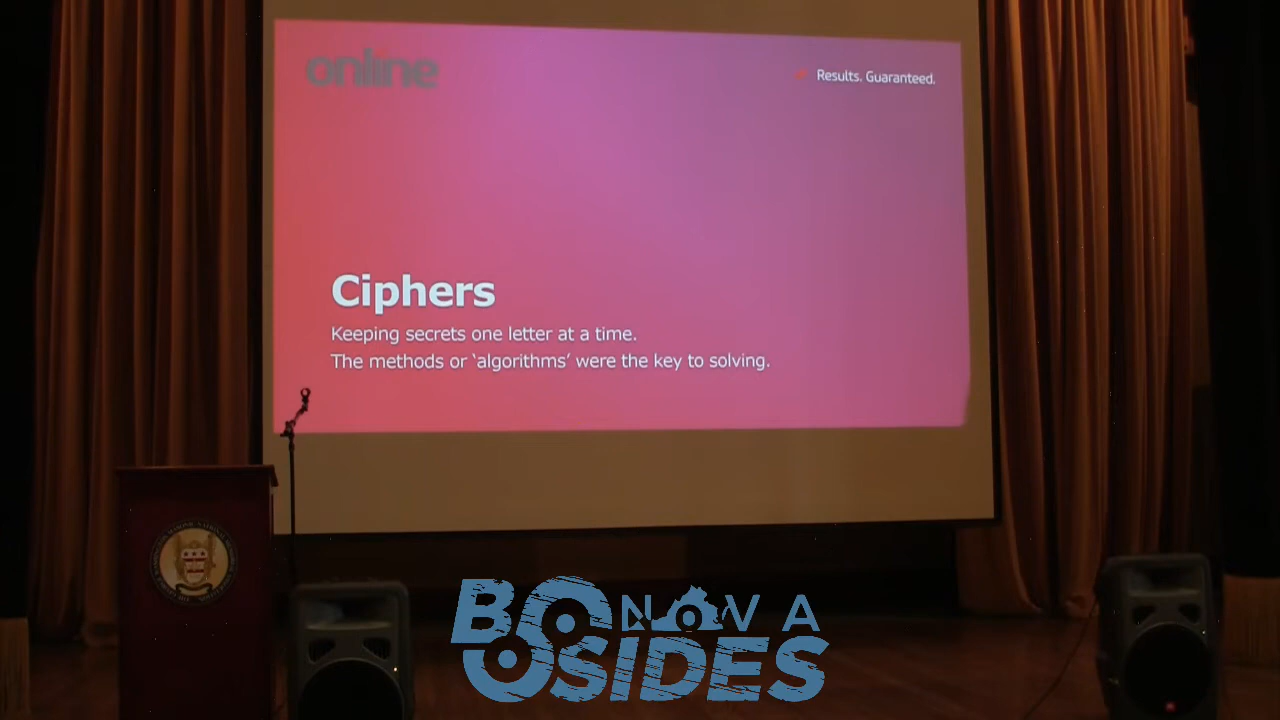 online
Results. Guaranteed.
Ciphers
Keeping secrets one letter at a time.
The methods or ‘algorithms’ were the key to solving.
BSIDES
NOVA